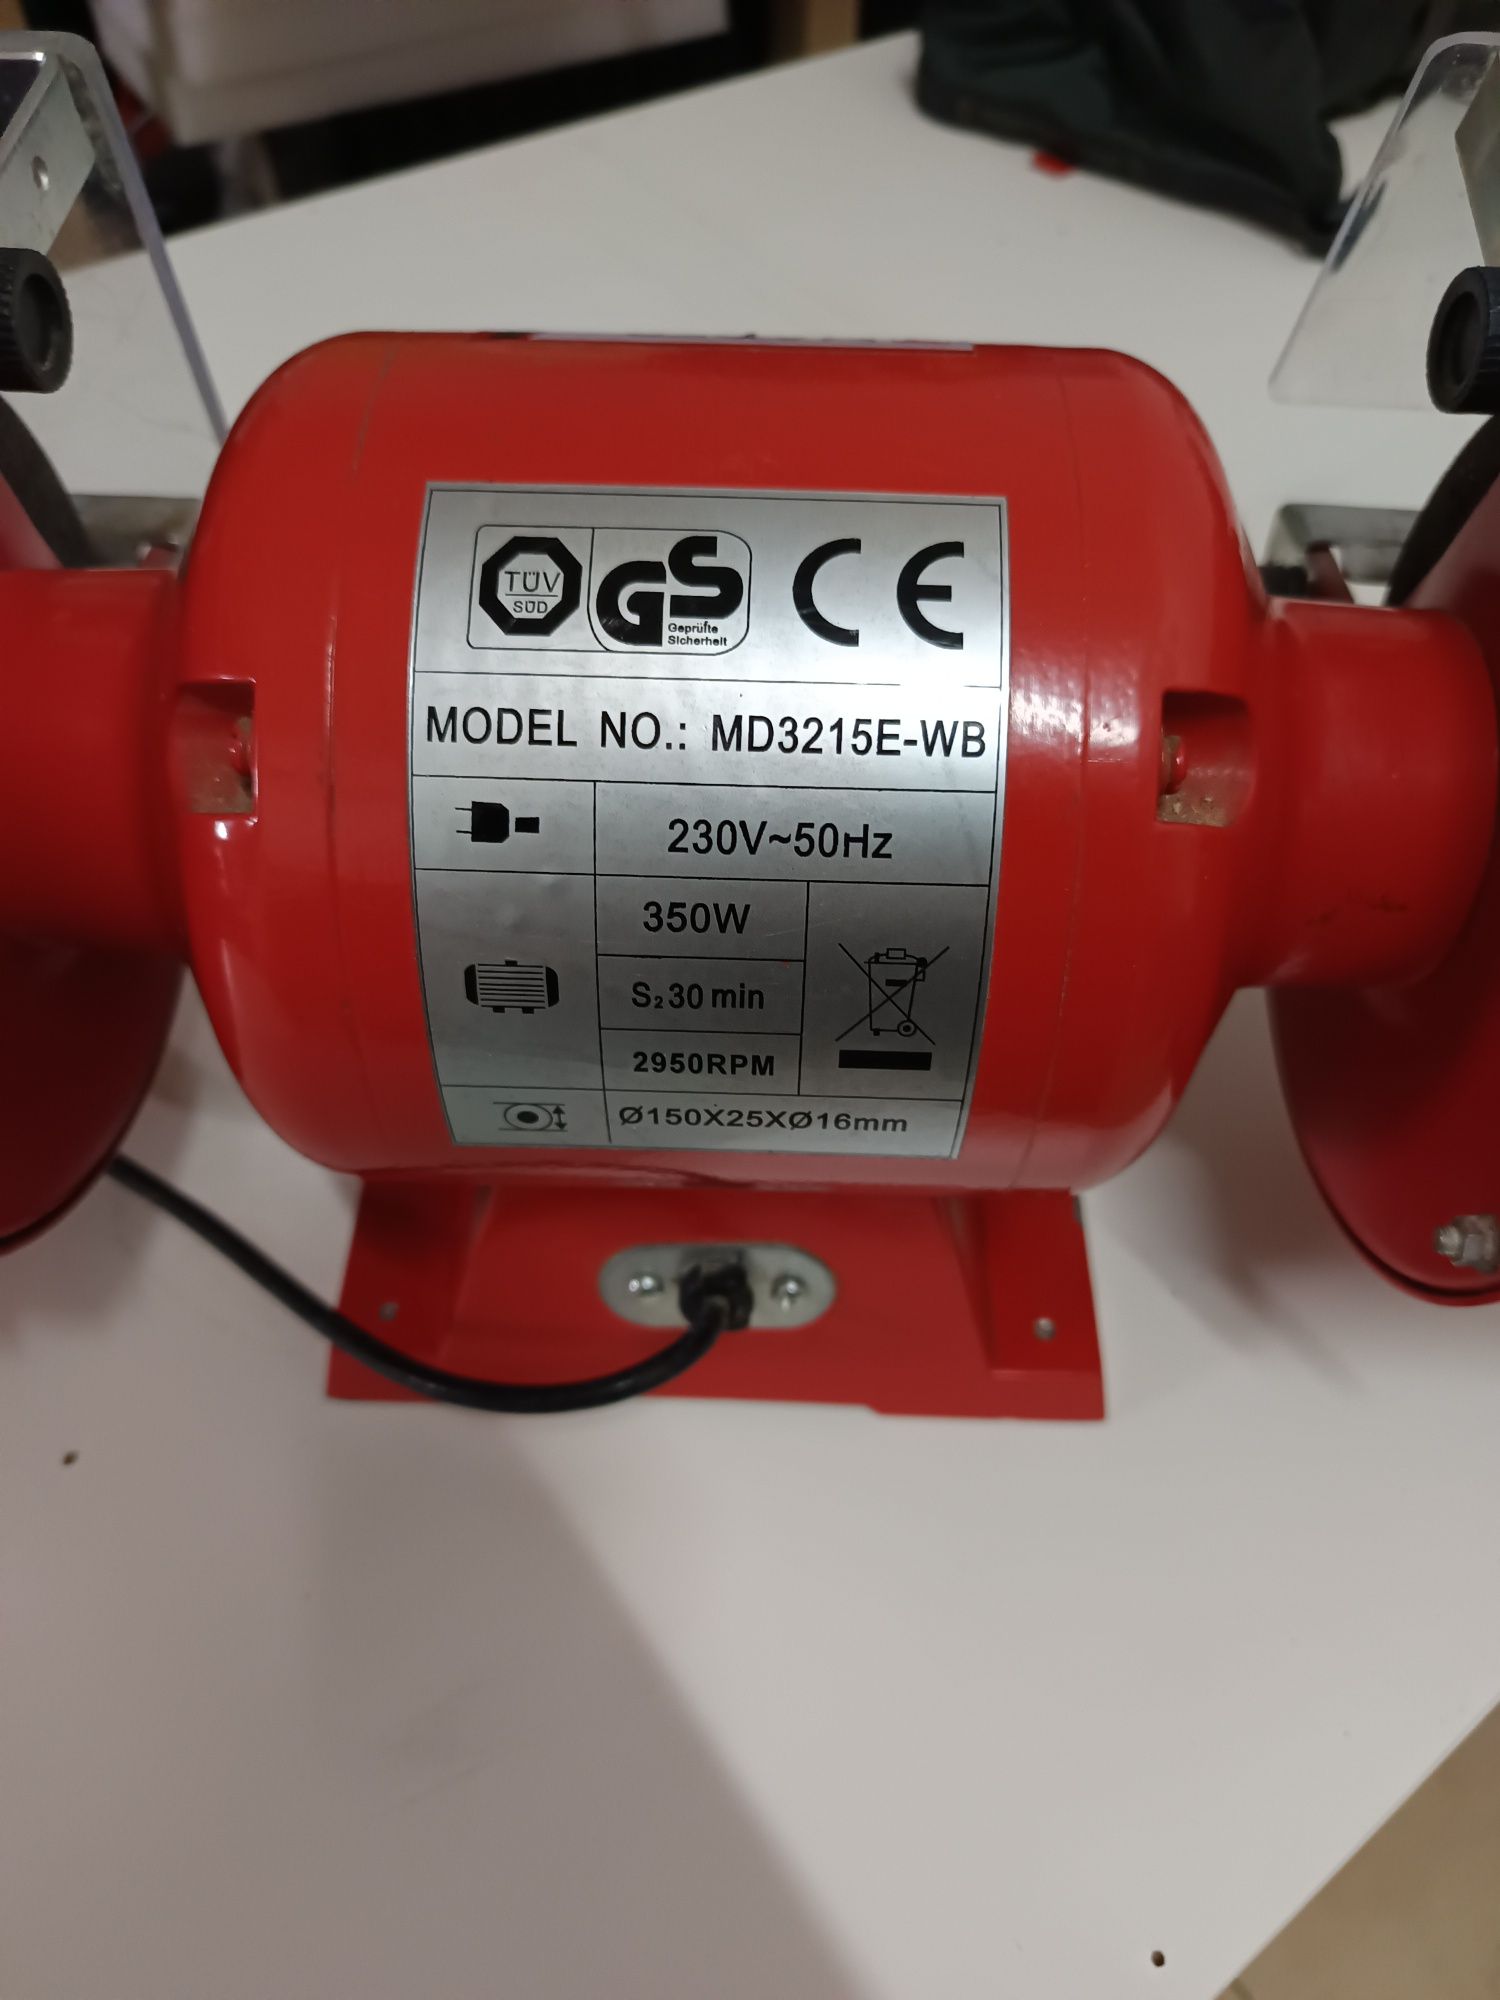 TÜV
SÜD
GS
Geprüfte
Sicherheit
CE
MODEL NO.: MD3215E-WB
230V~50Hz
350W
S₂ 30 min
2950RPM
Ø150X25XØ16mm